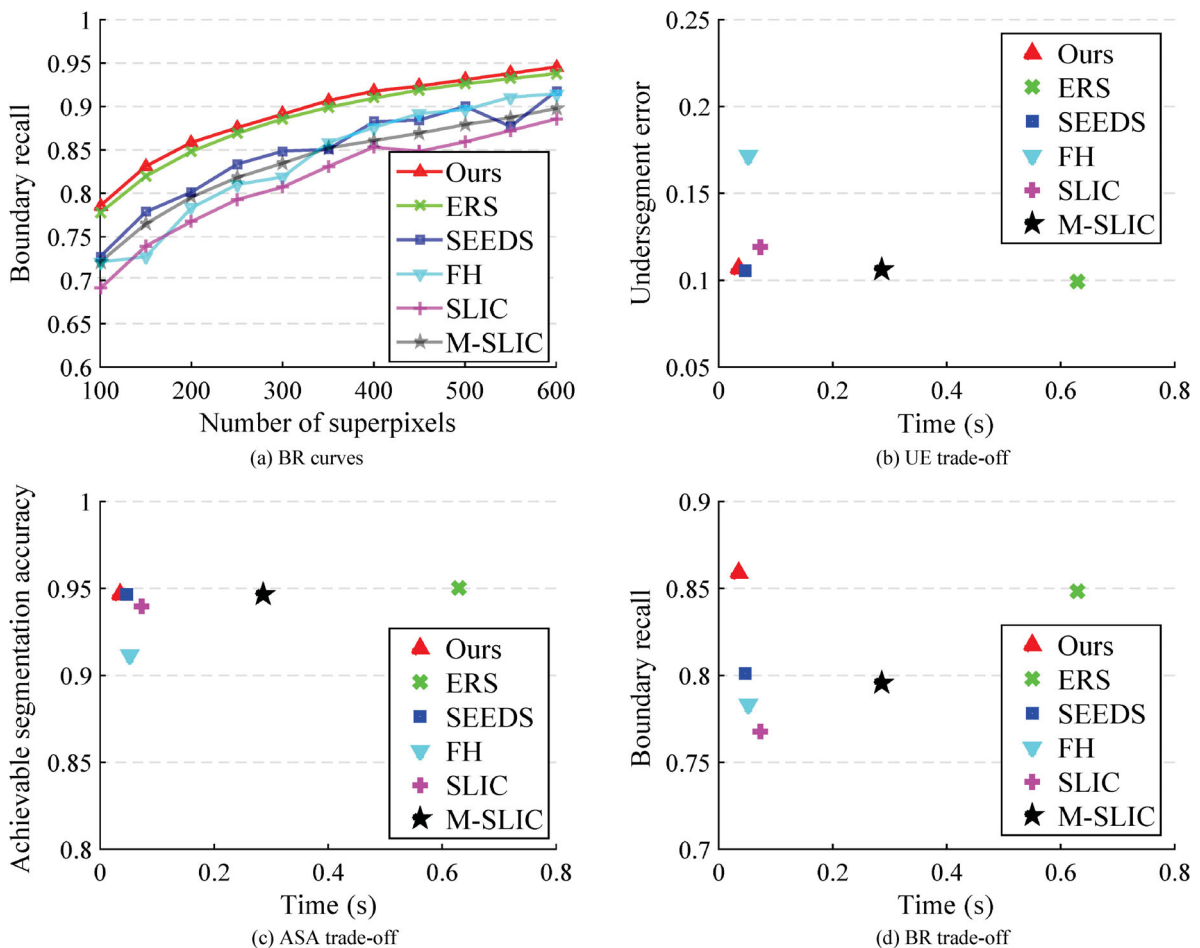 1
0.95
0.9
0.85
0.8
0.75
0.7
0.65
0.6
Boundary recall
100
200
300
400
500
600
Number of superpixels
Ours
ERS
SEEDS
FH
SLIC
M-SLIC
(a) BR curves
0.25
0.2
0.15
0.1
0.05
Undersegment error
0
0.2
0.4
0.6
0.8
Time (s)
Ours
ERS
SEEDS
FH
SLIC
M-SLIC
(b) UE trade-off
1
0.95
0.9
0.85
0.8
Achievable segmentation accuracy
0
0.2
0.4
0.6
0.8
Time (s)
Ours
ERS
SEEDS
FH
SLIC
M-SLIC
(c) ASA trade-off
0.9
0.85
0.8
0.75
0.7
Boundary recall
0
0.2
0.4
0.6
0.8
Time (s)
Ours
ERS
SEEDS
FH
SLIC
M-SLIC
(d) BR trade-off